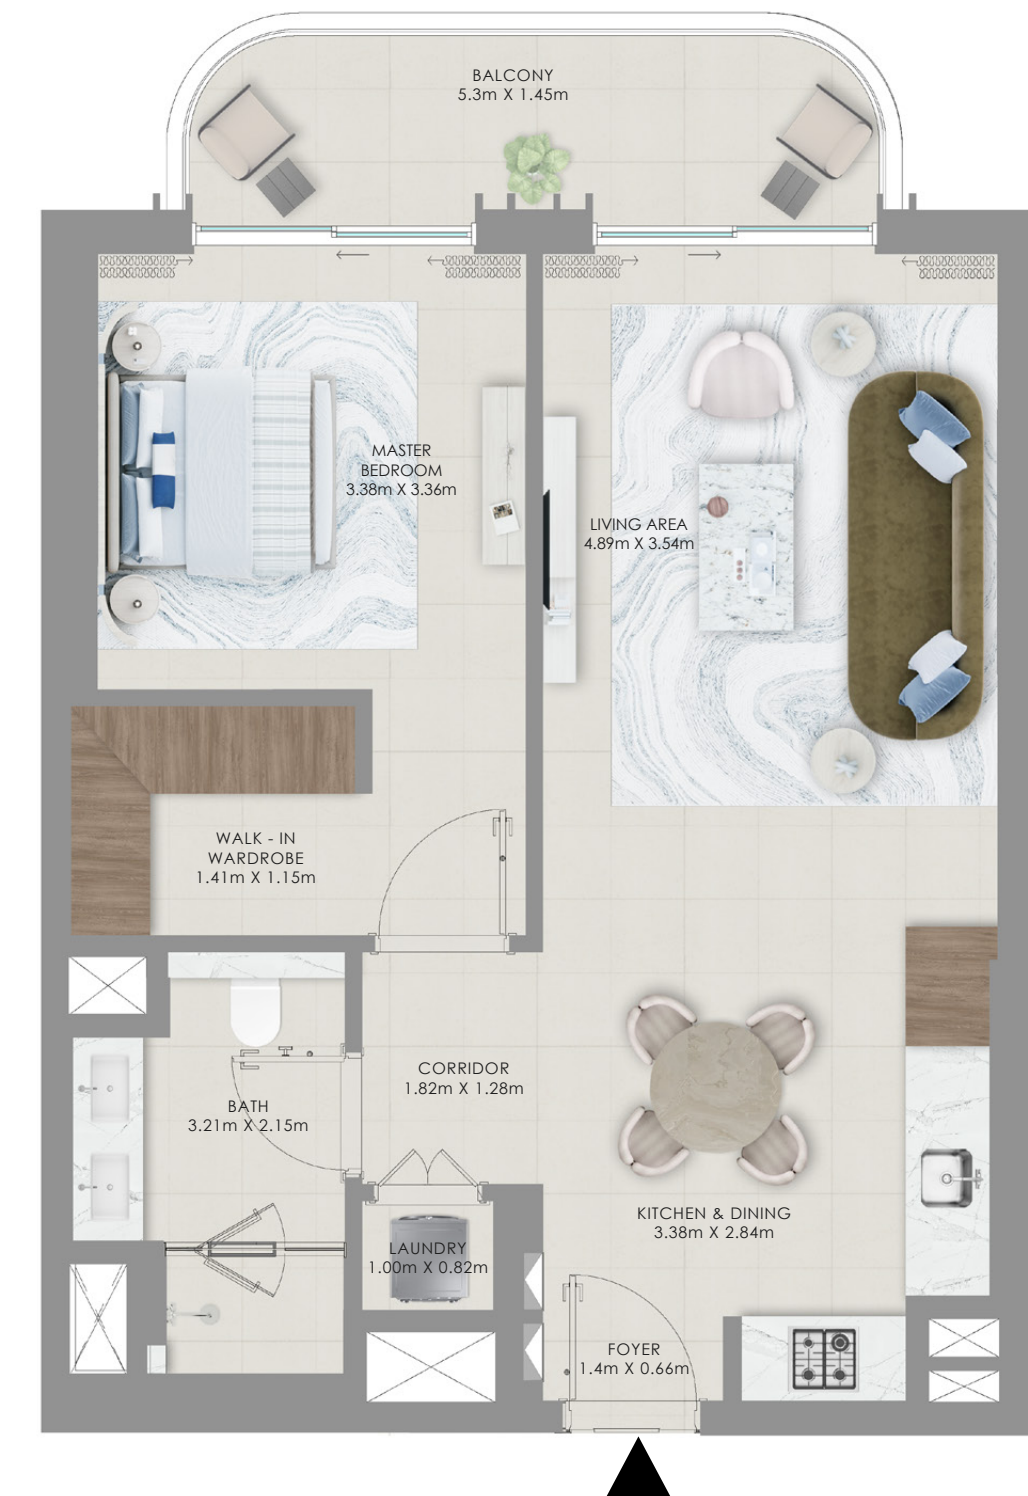 BALCONY
5.3m X 1.45m
MASTER
BEDROOM
3.38m X 3.36m
LIVING AREA
4.89m X 3.54m
WALK - IN
WARDROBE
1.41m X 1.15m
CORRIDOR
1.82m X 1.28m
BATH
3.21m X 2.15m
KITCHEN & DINING
3.38m X 2.84m
LAUNDRY
1.00m X 0.82m
FOYER
1.4m X 0.66m